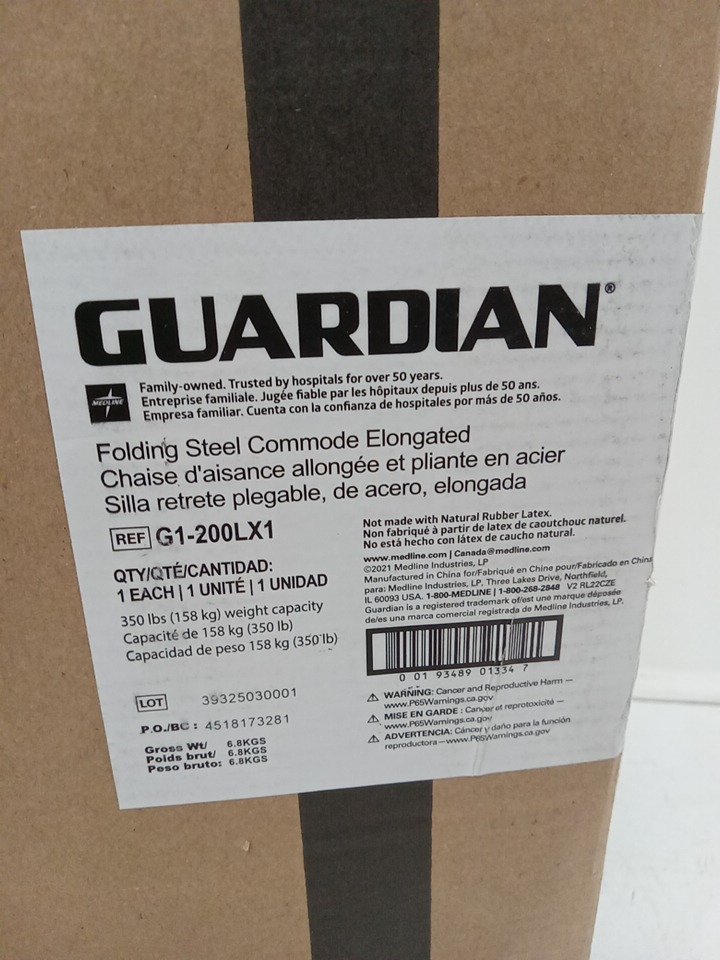 GUARDIAN®
MEDLINE
Family-owned. Trusted by hospitals for over 50 years.
Entreprise familiale. Jugée fiable par les hôpitaux depuis plus de 50 ans.
Empresa familiar. Cuenta con la confianza de hospitales por más de 50 años.
Folding Steel Commode Elongated
Chaise d'aisance allongée et pliante en acier
Silla retrete plegable, de acero, elongada
REF G1-200LX1
QTY/QTÉ/CANTIDAD:
1 EACH | 1 UNITÉ | 1 UNIDAD
350 lbs (158 kg) weight capacity
Capacité de 158 kg (350 lb)
Capacidad de peso 158 kg (350 lb)
LOT 39325030001
P.O./BC : 4518173281
Gross Wt/ 6.8KGS
Poids brut/ 6.8KGS
Peso bruto: 6.8KGS
Not made with Natural Rubber Latex.
Non fabriqué à partir de latex de caoutchouc naturel.
No está hecho con látex de caucho natural.
www.medline.com | Canada@medline.com
©2021 Medline Industries, LP
Manufactured in China for/Fabriqué en Chine pour/Fabricado en China
para: Medline Industries, LP, Three Lakes Drive, Northfield,
IL 60093 USA. 1-800-MEDLINE | 1-800-268-2848 V2 RL22CZE
Guardian is a registered trademark of/est une marque déposée
de/es una marca comercial registrada de Medline Industries, LP.
0 01 93489 01334 7
⚠ WARNING: Cancer and Reproductive Harm —
www.P65Warnings.ca.gov
⚠ MISE EN GARDE : Cancer et reprotoxicité —
www.P65Warnings.ca.gov
⚠ ADVERTENCIA: Cáncer y daño para la función
reproductora—www.P65Warnings.ca.gov